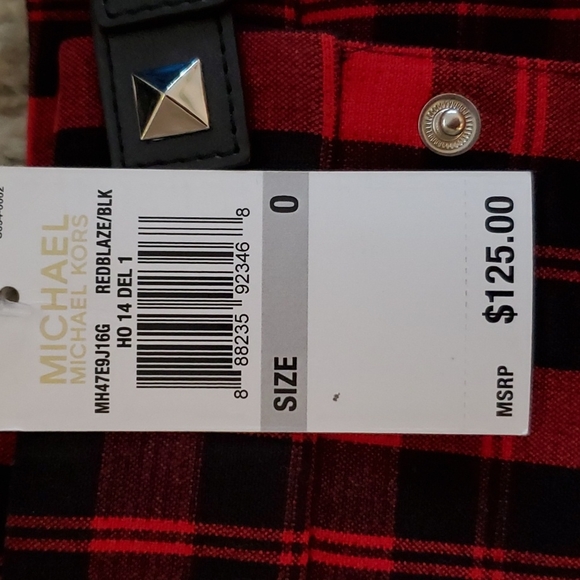 MICHAEL
MICHAEL KORS
MH47E9J16G REDBLAZE/BLK
HO 14 DEL 1
8 88235 92346 8
SIZE 0
MSRP $125.00